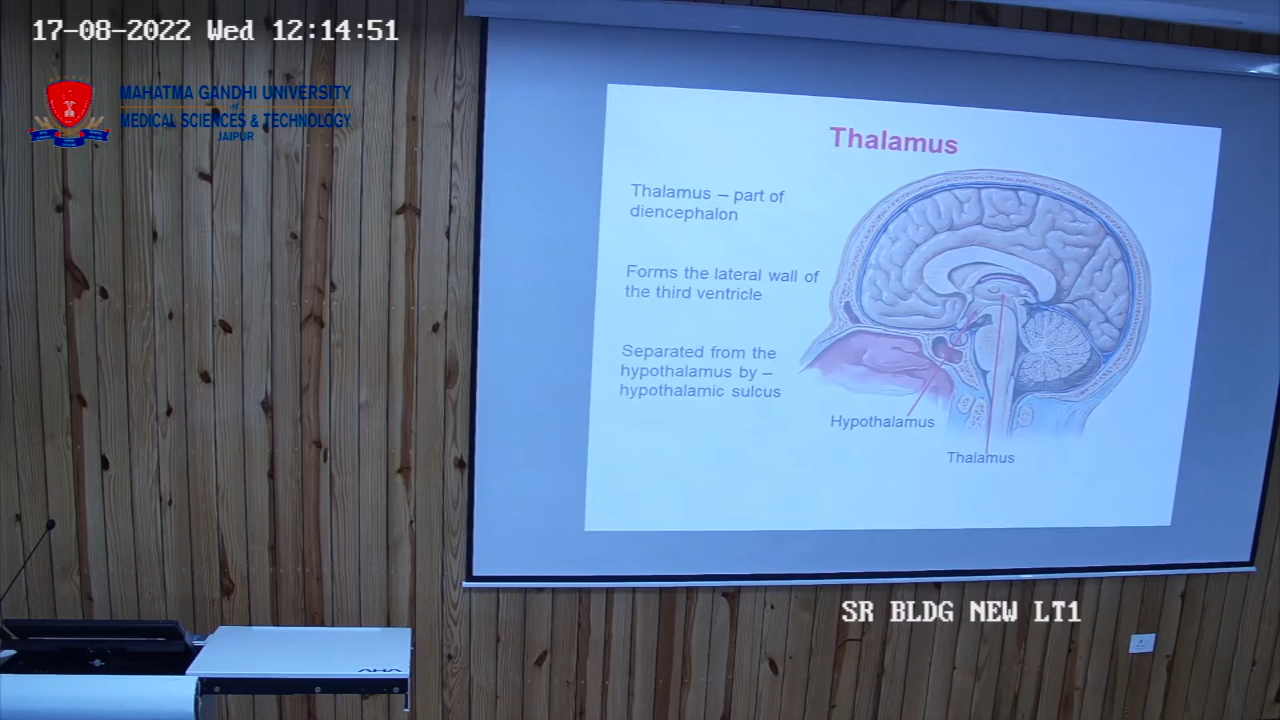 17-08-2022 Wed 12:14:51
MAHATMA GANDHI UNIVERSITY
of
MEDICAL SCIENCES & TECHNOLOGY
JAIPUR
Thalamus
Thalamus – part of
diencephalon
Forms the lateral wall of
the third ventricle
Separated from the
hypothalamus by –
hypothalamic sulcus
Hypothalamus
Thalamus
SR BLDG NEW LT1
AHA